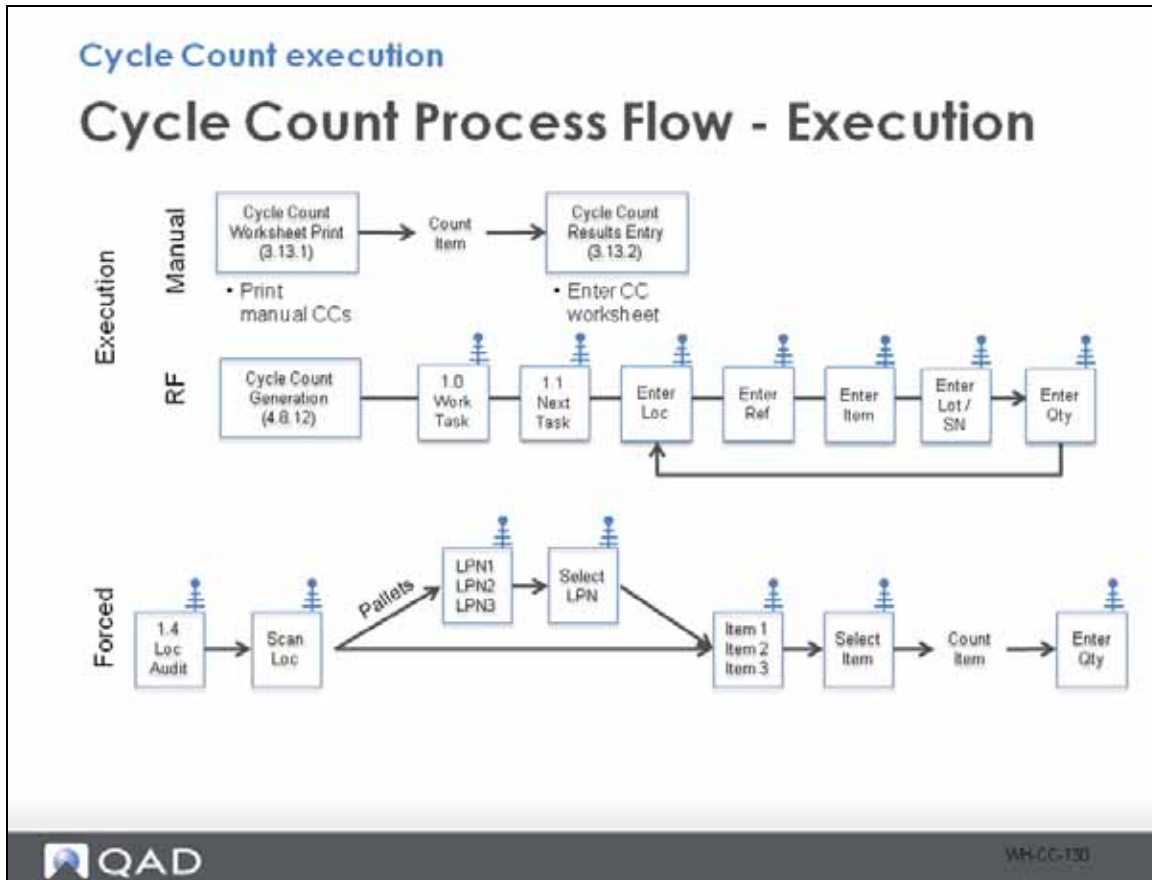 Cycle Count execution
Cycle Count Process Flow - Execution
Execution
Manual
Cycle Count
Worksheet Print
(3.13.1)
Count
Item
Cycle Count
Results Entry
(3.13.2)
• Print
manual CCs
• Enter CC
worksheet
RF
Cycle Count
Generation
(4.8.12)
1.0
Work
Task
1.1
Next
Task
Enter
Loc
Enter
Ref
Enter
Item
Enter
Lot /
SN
Enter
Qty
Forced
1.4
Loc
Audit
Scan
Loc
Pallets
LPN1
LPN2
LPN3
Select
LPN
Item 1
Item 2
Item 3
Select
Item
Count
Item
Enter
Qty
QAD
WH-CC-130